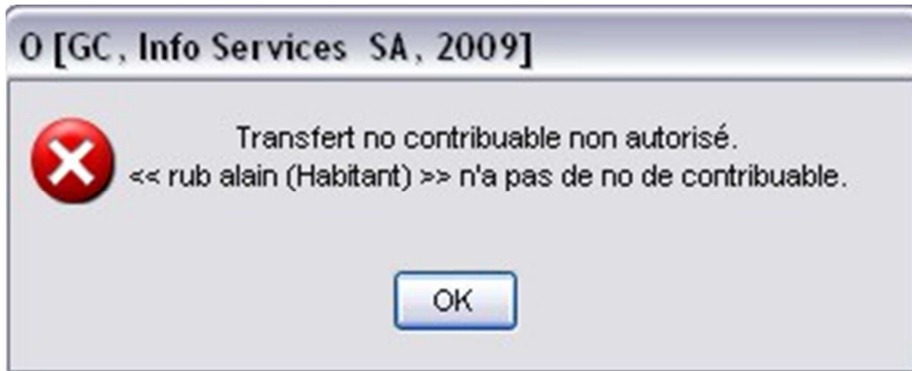 O [GC, Info Services SA, 2009]
Transfert no contribuable non autorisé.
<< rub alain (Habitant) >> n'a pas de no de contribuable.
OK